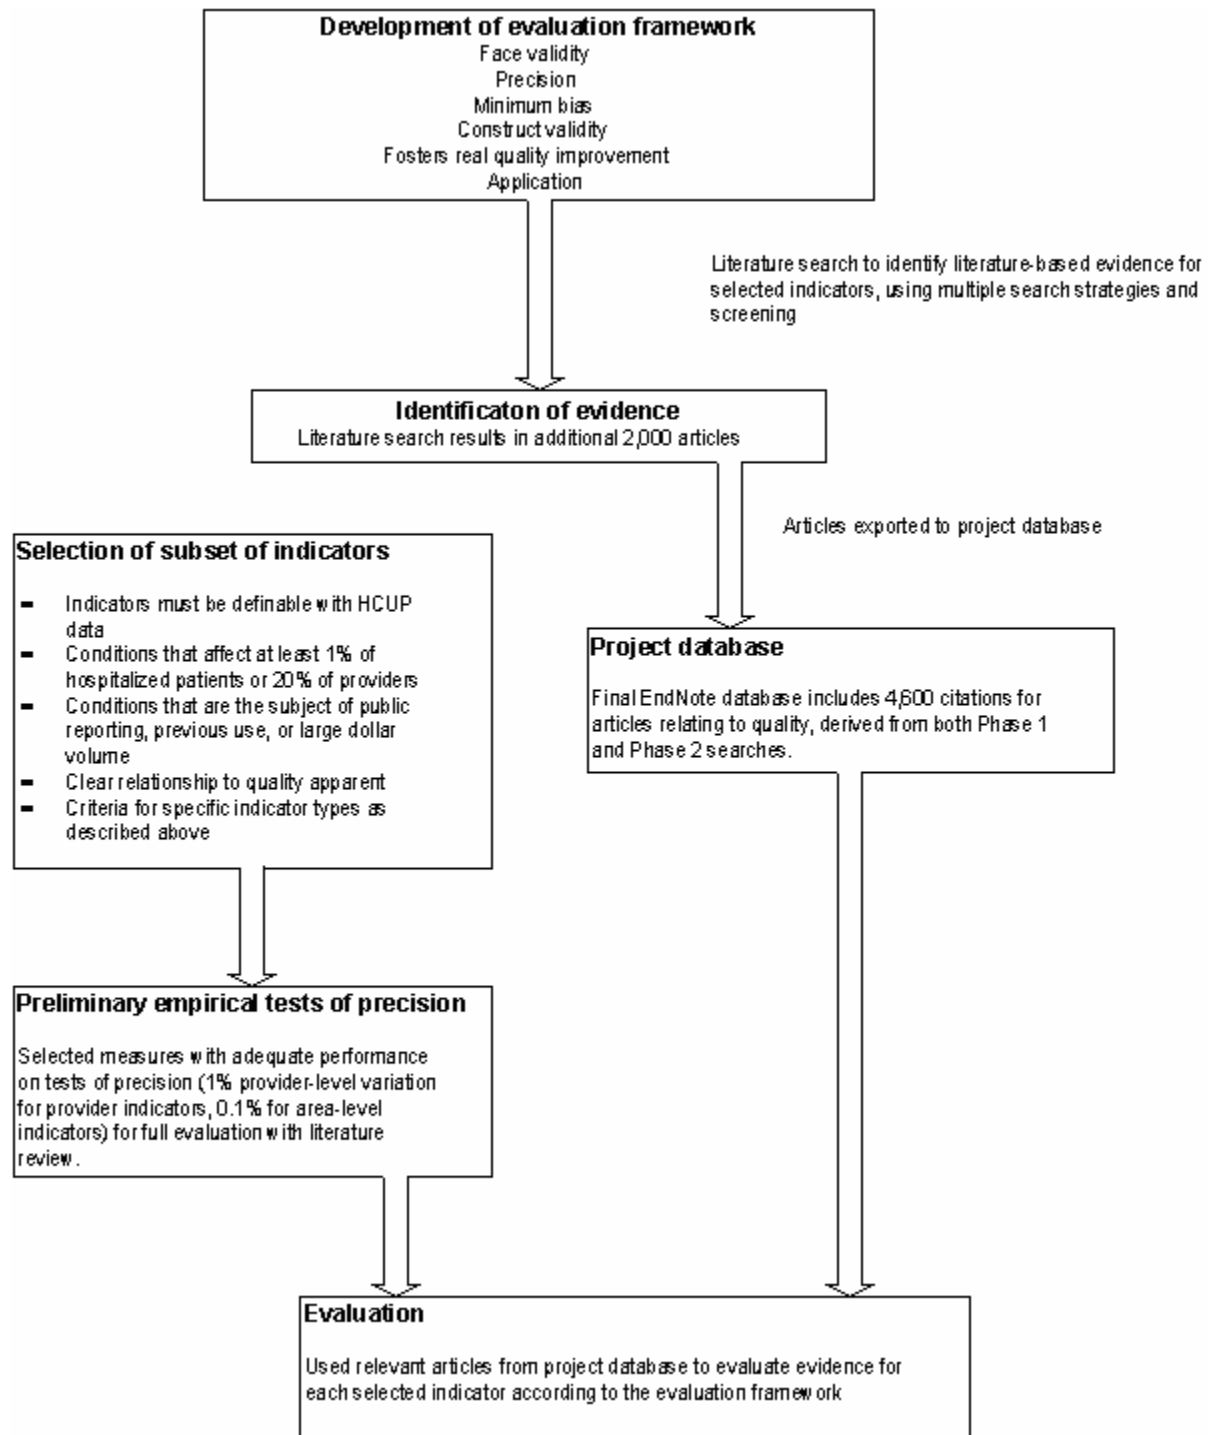 Development of evaluation framework
Face validity
Precision
Minimum bias
Construct validity
Fosters real quality improvement
Application
Literature search to identify literature-based evidence for
selected indicators, using multiple search strategies and
screening
Identificaton of evidence
Literature search results in additional 2,000 articles
Articles exported to project database
Selection of subset of indicators
- Indicators must be definable with HCUP
data
- Conditions that affect at least 1% of
hospitalized patients or 20% of providers
- Conditions that are the subject of public
reporting, previous use, or large dollar
volume
- Clear relationship to quality apparent
- Criteria for specific indicator types as
described above
Project database
Final EndNote database includes 4,600 citations for
articles relating to quality, derived from both Phase 1
and Phase 2 searches.
Preliminary empirical tests of precision
Selected measures with adequate performance
on tests of precision (1% provider-level variation
for provider indicators, 0.1% for area-level
indicators) for full evaluation with literature
review.
Evaluation
Used relevant articles from project database to evaluate evidence for
each selected indicator according to the evaluation framework